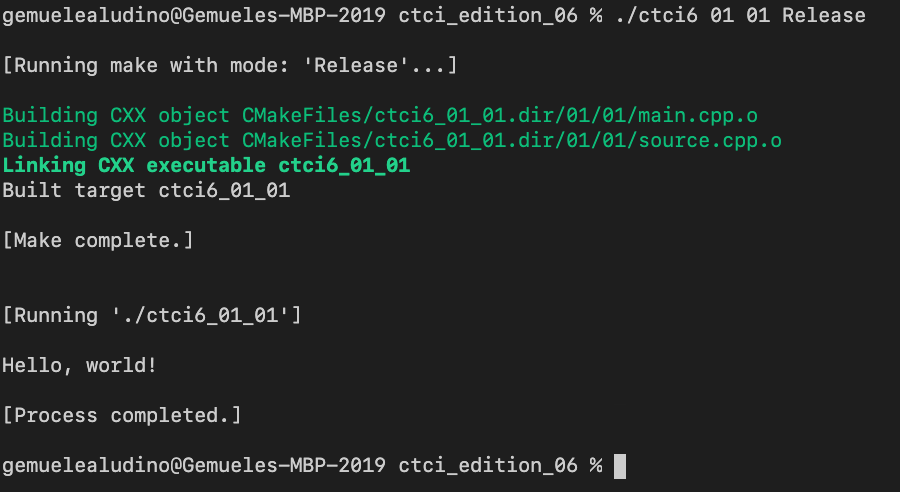 gemuelealudino@Gemueles-MBP-2019 ctci_edition_06 % ./ctci6 01 01 Release
[Running make with mode: 'Release'...]
Building CXX object CMakeFiles/ctci6_01_01.dir/01/01/main.cpp.o
Building CXX object CMakeFiles/ctci6_01_01.dir/01/01/source.cpp.o
Linking CXX executable ctci6_01_01
Built target ctci6_01_01
[Make complete.]
[Running './ctci6_01_01']
Hello, world!
[Process completed.]
gemuelealudino@Gemueles-MBP-2019 ctci_edition_06 %